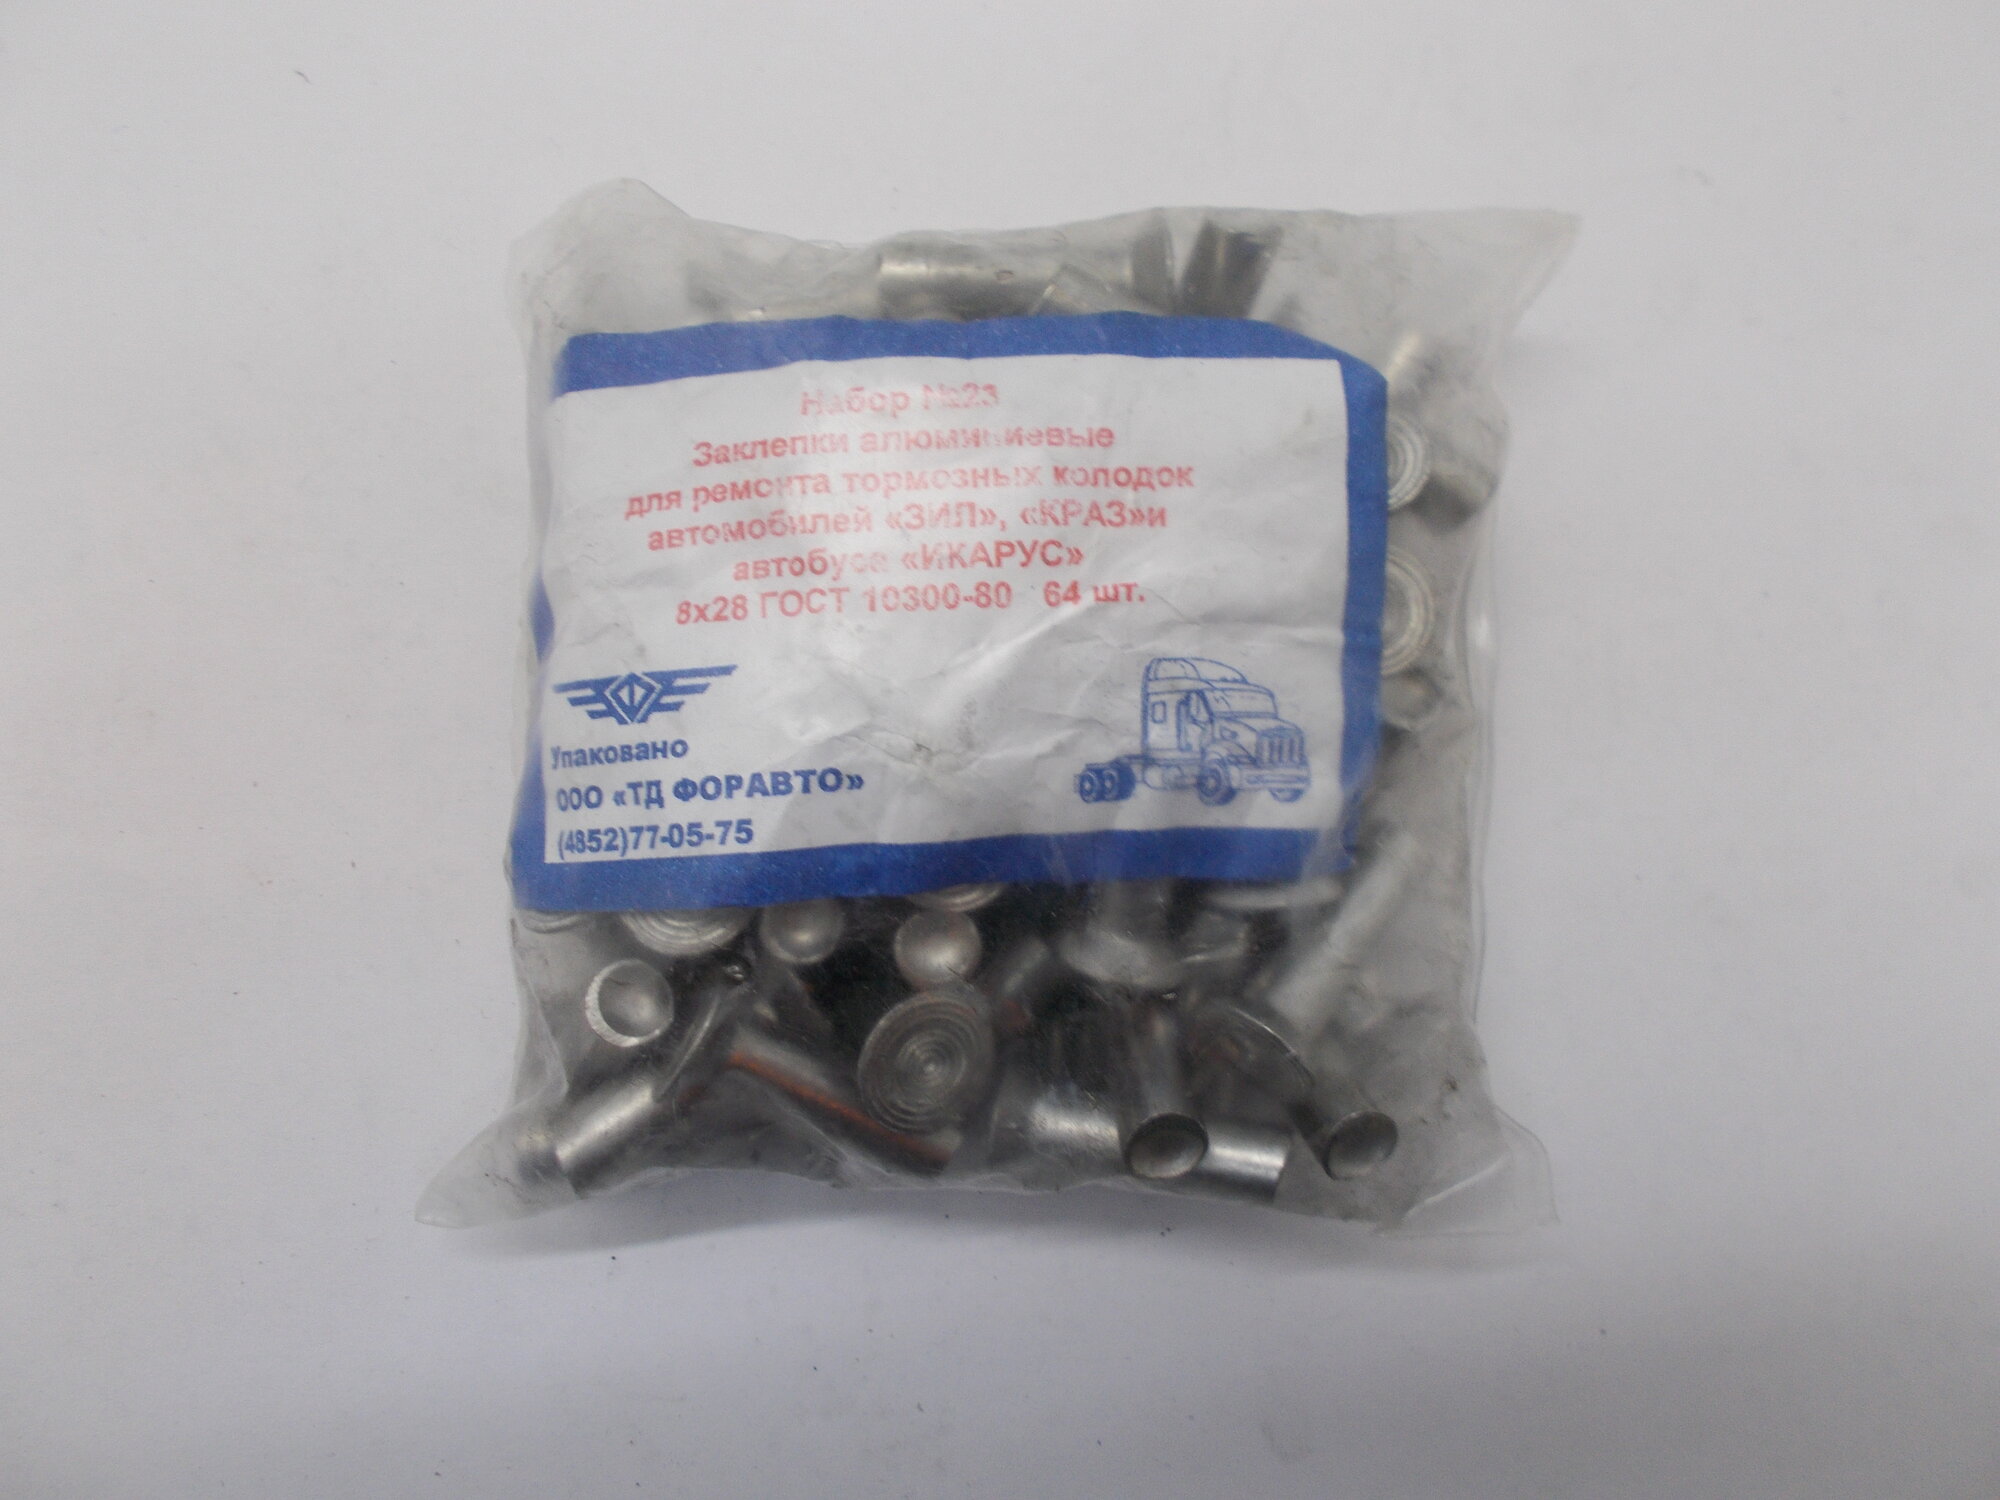 Набор №23
Заклепки алюминиевые
для ремонта тормозных колодок
автомобилей «ЗИЛ», «КРАЗ»и
автобуса «ИКАРУС»
8х28 ГОСТ 10300-80 64 шт.
Упаковано
ООО «ТД ФОРАВТО»
(4852)77-05-75